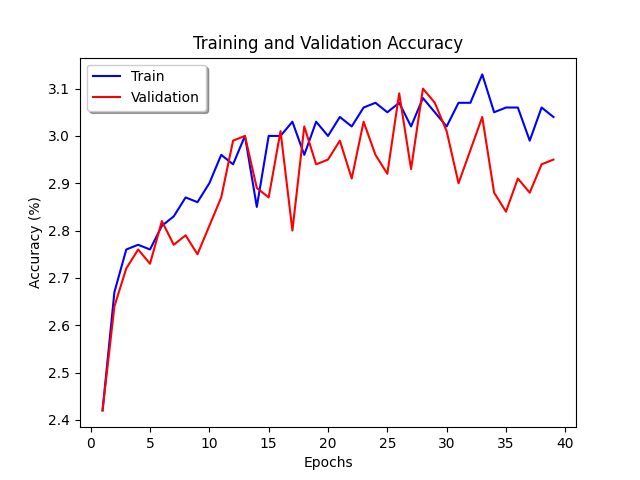 Training and Validation Accuracy
Train
Validation
Accuracy (%)
3.1
3.0
2.9
2.8
2.7
2.6
2.5
2.4
0 5 10 15 20 25 30 35 40
Epochs